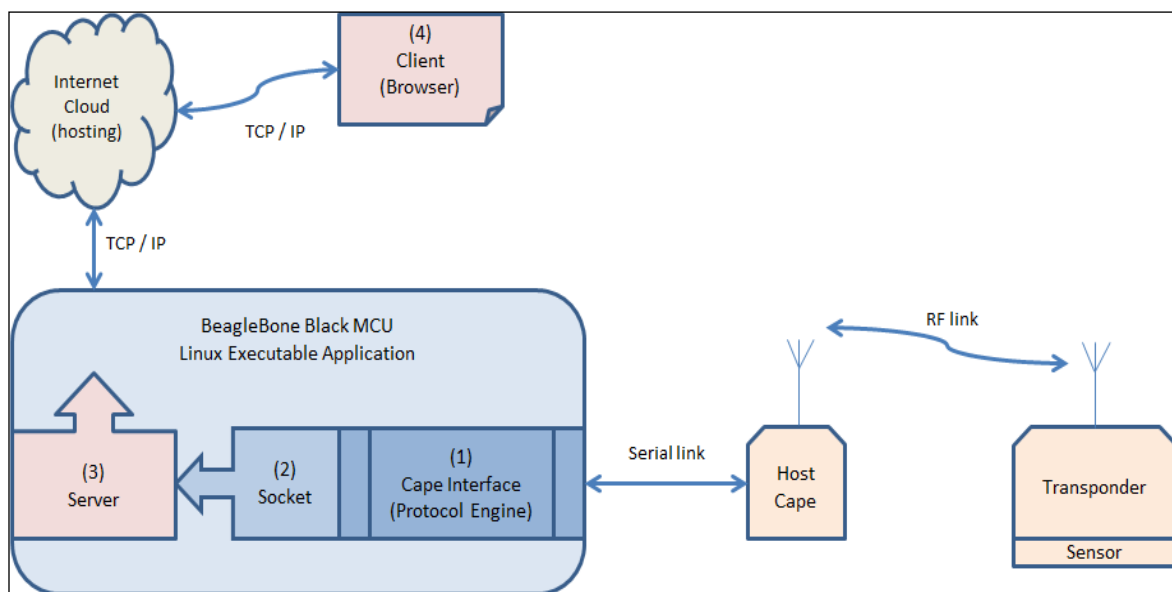 (4)
Client
(Browser)
Internet
Cloud
(hosting)
TCP / IP
TCP / IP
BeagleBone Black MCU
Linux Executable Application
RF link
(3)
Server
(2)
Socket
(1)
Cape Interface
(Protocol Engine)
Serial link
Host
Cape
Transponder
Sensor